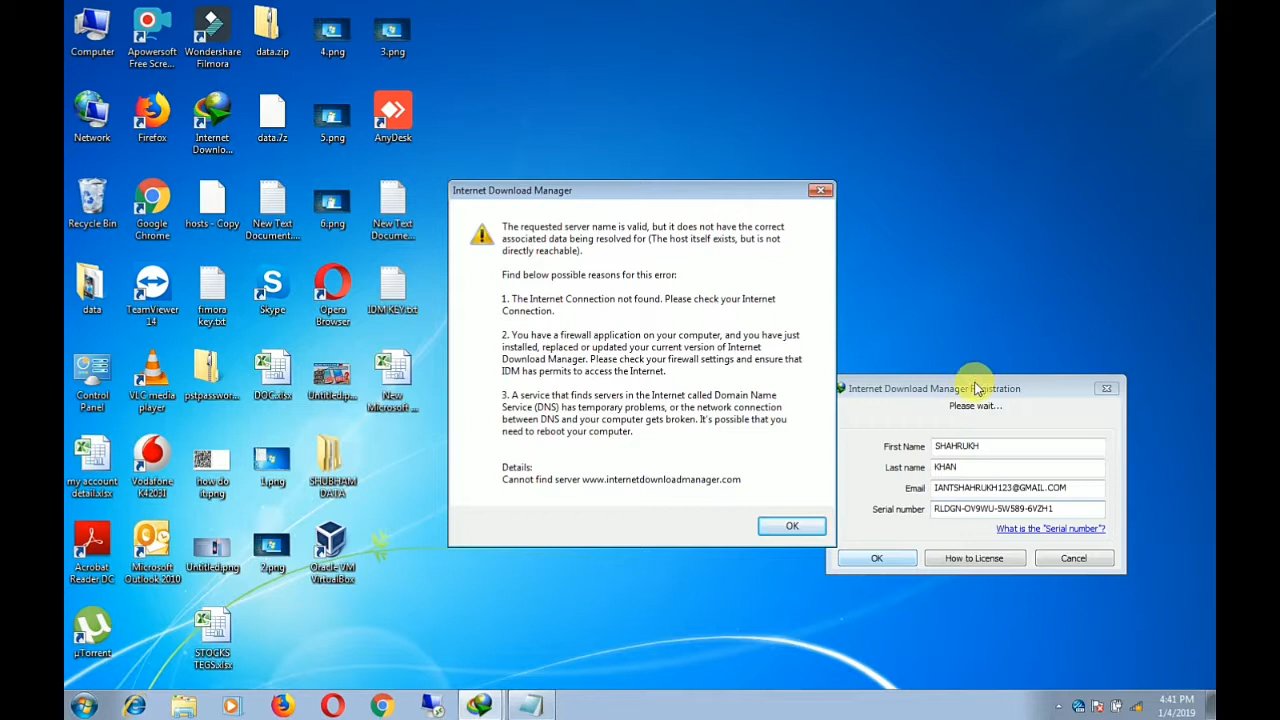 Computer
Apowersoft
Free Scre...
Wondershare
Filmora
data.zip
4.png
3.png
Network
Firefox
Internet
Downlo...
data.7z
5.png
AnyDesk
Recycle Bin
Google
Chrome
hosts - Copy
New Text
Document....
6.png
New Text
Docume...
data
TeamViewer
14
fimora
key.txt
Skype
Opera
Browser
IDM KEY.txt
Control
Panel
VLC media
player
pstpasswor...
DOC.xlsx
Untitled.jp...
New
Microsoft ...
my account
detail.xlsx
Vodafone
K4203I
how do
it.png
1.png
SHUBHAM
DATA
Acrobat
Reader DC
Microsoft
Outlook 2010
Untitled.png
2.png
Oracle VM
VirtualBox
µTorrent
STOCKS
TEGS.xlsx
Internet Download Manager
The requested server name is valid, but it does not have the correct
associated data being resolved for (The host itself exists, but is not
directly reachable).
Find below possible reasons for this error:
1. The Internet Connection not found. Please check your Internet
Connection.
2. You have a firewall application on your computer, and you have just
installed, replaced or updated your current version of Internet
Download Manager. Please check your firewall settings and ensure that
IDM has permits to access the Internet.
3. A service that finds servers in the Internet called Domain Name
Service (DNS) has temporary problems, or the network connection
between DNS and your computer gets broken. It's possible that you
need to reboot your computer.
Details:
Cannot find server www.internetdownloadmanager.com
OK
Internet Download Manager Registration
Please wait...
First Name SHAHRUKH
Last name KHAN
Email IANTSHAHRUKH123@GMAIL.COM
Serial number RLDGN-OV9WU-5W589-6VZH1
What is the "Serial number"?
OK
How to License
Cancel
4:41 PM
1/4/2019